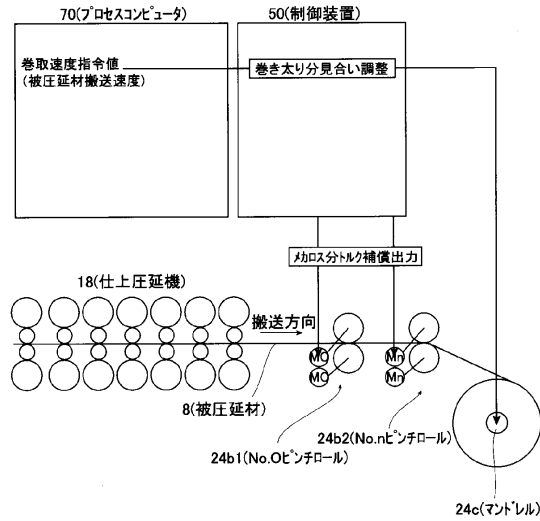 70(プロセスコンピュータ)
50(制御装置)
巻取速度指令値
(被圧延材搬送速度)
巻き太り分見合い調整
メカロス分トルク補償出力
18(仕上圧延機)
搬送方向
M0
M0
Mn
Mn
8(被圧延材)
24b1(No.0ピンチロール)
24b2(No.nピンチロール)
24c(マンドレル)